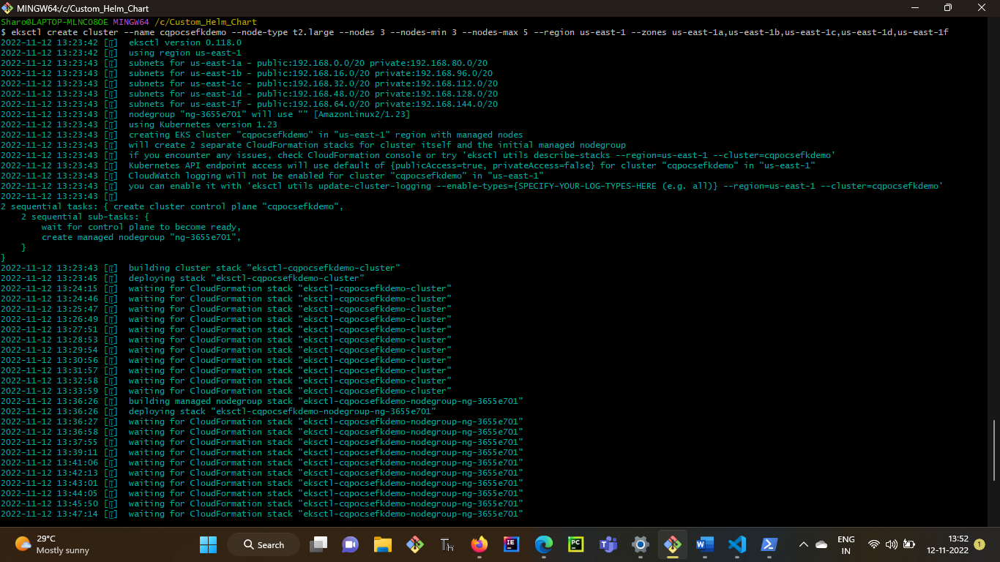 MINGW64:/c/Custom_Helm_Chart
Sharo@LAPTOP-MLNCO8OE MINGW64 /c/Custom_Helm_Chart
$ eksctl create cluster --name cqpocsefkdemo --node-type t2.large --nodes 3 --nodes-min 3 --nodes-max 5 --region us-east-1 --zones us-east-1a,us-east-1b,us-east-1c,us-east-1d,us-east-1f
2022-11-12 13:23:42 [ℹ]  eksctl version 0.118.0
2022-11-12 13:23:42 [ℹ]  using region us-east-1
2022-11-12 13:23:43 [ℹ]  subnets for us-east-1a - public:192.168.0.0/20 private:192.168.80.0/20
2022-11-12 13:23:43 [ℹ]  subnets for us-east-1b - public:192.168.16.0/20 private:192.168.96.0/20
2022-11-12 13:23:43 [ℹ]  subnets for us-east-1c - public:192.168.32.0/20 private:192.168.112.0/20
2022-11-12 13:23:43 [ℹ]  subnets for us-east-1d - public:192.168.48.0/20 private:192.168.128.0/20
2022-11-12 13:23:43 [ℹ]  subnets for us-east-1f - public:192.168.64.0/20 private:192.168.144.0/20
2022-11-12 13:23:43 [ℹ]  nodegroup "ng-3655e701" will use "" [AmazonLinux2/1.23]
2022-11-12 13:23:43 [ℹ]  using Kubernetes version 1.23
2022-11-12 13:23:43 [ℹ]  creating EKS cluster "cqpocsefkdemo" in "us-east-1" region with managed nodes
2022-11-12 13:23:43 [ℹ]  will create 2 separate CloudFormation stacks for cluster itself and the initial managed nodegroup
2022-11-12 13:23:43 [ℹ]  if you encounter any issues, check CloudFormation console or try 'eksctl utils describe-stacks --region=us-east-1 --cluster=cqpocsefkdemo'
2022-11-12 13:23:43 [ℹ]  Kubernetes API endpoint access will use default of {publicAccess=true, privateAccess=false} for cluster "cqpocsefkdemo" in "us-east-1"
2022-11-12 13:23:43 [ℹ]  CloudWatch logging will not be enabled for cluster "cqpocsefkdemo" in "us-east-1"
2022-11-12 13:23:43 [ℹ]  you can enable it with 'eksctl utils update-cluster-logging --enable-types={SPECIFY-YOUR-LOG-TYPES-HERE (e.g. all)} --region=us-east-1 --cluster=cqpocsefkdemo'
2022-11-12 13:23:43 [ℹ]
2 sequential tasks: { create cluster control plane "cqpocsefkdemo",
    2 sequential sub-tasks: {
        wait for control plane to become ready,
        create managed nodegroup "ng-3655e701",
    }
}
2022-11-12 13:23:43 [ℹ]  building cluster stack "eksctl-cqpocsefkdemo-cluster"
2022-11-12 13:23:45 [ℹ]  deploying stack "eksctl-cqpocsefkdemo-cluster"
2022-11-12 13:24:15 [ℹ]  waiting for CloudFormation stack "eksctl-cqpocsefkdemo-cluster"
2022-11-12 13:24:46 [ℹ]  waiting for CloudFormation stack "eksctl-cqpocsefkdemo-cluster"
2022-11-12 13:25:47 [ℹ]  waiting for CloudFormation stack "eksctl-cqpocsefkdemo-cluster"
2022-11-12 13:26:49 [ℹ]  waiting for CloudFormation stack "eksctl-cqpocsefkdemo-cluster"
2022-11-12 13:27:51 [ℹ]  waiting for CloudFormation stack "eksctl-cqpocsefkdemo-cluster"
2022-11-12 13:28:53 [ℹ]  waiting for CloudFormation stack "eksctl-cqpocsefkdemo-cluster"
2022-11-12 13:29:54 [ℹ]  waiting for CloudFormation stack "eksctl-cqpocsefkdemo-cluster"
2022-11-12 13:30:56 [ℹ]  waiting for CloudFormation stack "eksctl-cqpocsefkdemo-cluster"
2022-11-12 13:31:57 [ℹ]  waiting for CloudFormation stack "eksctl-cqpocsefkdemo-cluster"
2022-11-12 13:32:58 [ℹ]  waiting for CloudFormation stack "eksctl-cqpocsefkdemo-cluster"
2022-11-12 13:33:59 [ℹ]  waiting for CloudFormation stack "eksctl-cqpocsefkdemo-cluster"
2022-11-12 13:36:26 [ℹ]  building managed nodegroup stack "eksctl-cqpocsefkdemo-nodegroup-ng-3655e701"
2022-11-12 13:36:26 [ℹ]  deploying stack "eksctl-cqpocsefkdemo-nodegroup-ng-3655e701"
2022-11-12 13:36:27 [ℹ]  waiting for CloudFormation stack "eksctl-cqpocsefkdemo-nodegroup-ng-3655e701"
2022-11-12 13:36:58 [ℹ]  waiting for CloudFormation stack "eksctl-cqpocsefkdemo-nodegroup-ng-3655e701"
2022-11-12 13:37:55 [ℹ]  waiting for CloudFormation stack "eksctl-cqpocsefkdemo-nodegroup-ng-3655e701"
2022-11-12 13:39:11 [ℹ]  waiting for CloudFormation stack "eksctl-cqpocsefkdemo-nodegroup-ng-3655e701"
2022-11-12 13:41:06 [ℹ]  waiting for CloudFormation stack "eksctl-cqpocsefkdemo-nodegroup-ng-3655e701"
2022-11-12 13:42:13 [ℹ]  waiting for CloudFormation stack "eksctl-cqpocsefkdemo-nodegroup-ng-3655e701"
2022-11-12 13:43:01 [ℹ]  waiting for CloudFormation stack "eksctl-cqpocsefkdemo-nodegroup-ng-3655e701"
2022-11-12 13:44:05 [ℹ]  waiting for CloudFormation stack "eksctl-cqpocsefkdemo-nodegroup-ng-3655e701"
2022-11-12 13:45:50 [ℹ]  waiting for CloudFormation stack "eksctl-cqpocsefkdemo-nodegroup-ng-3655e701"
2022-11-12 13:47:14 [ℹ]  waiting for CloudFormation stack "eksctl-cqpocsefkdemo-nodegroup-ng-3655e701"
29°C
Mostly sunny
Search
Th
IE
PC
ENG
IN
13:52
12-11-2022
1